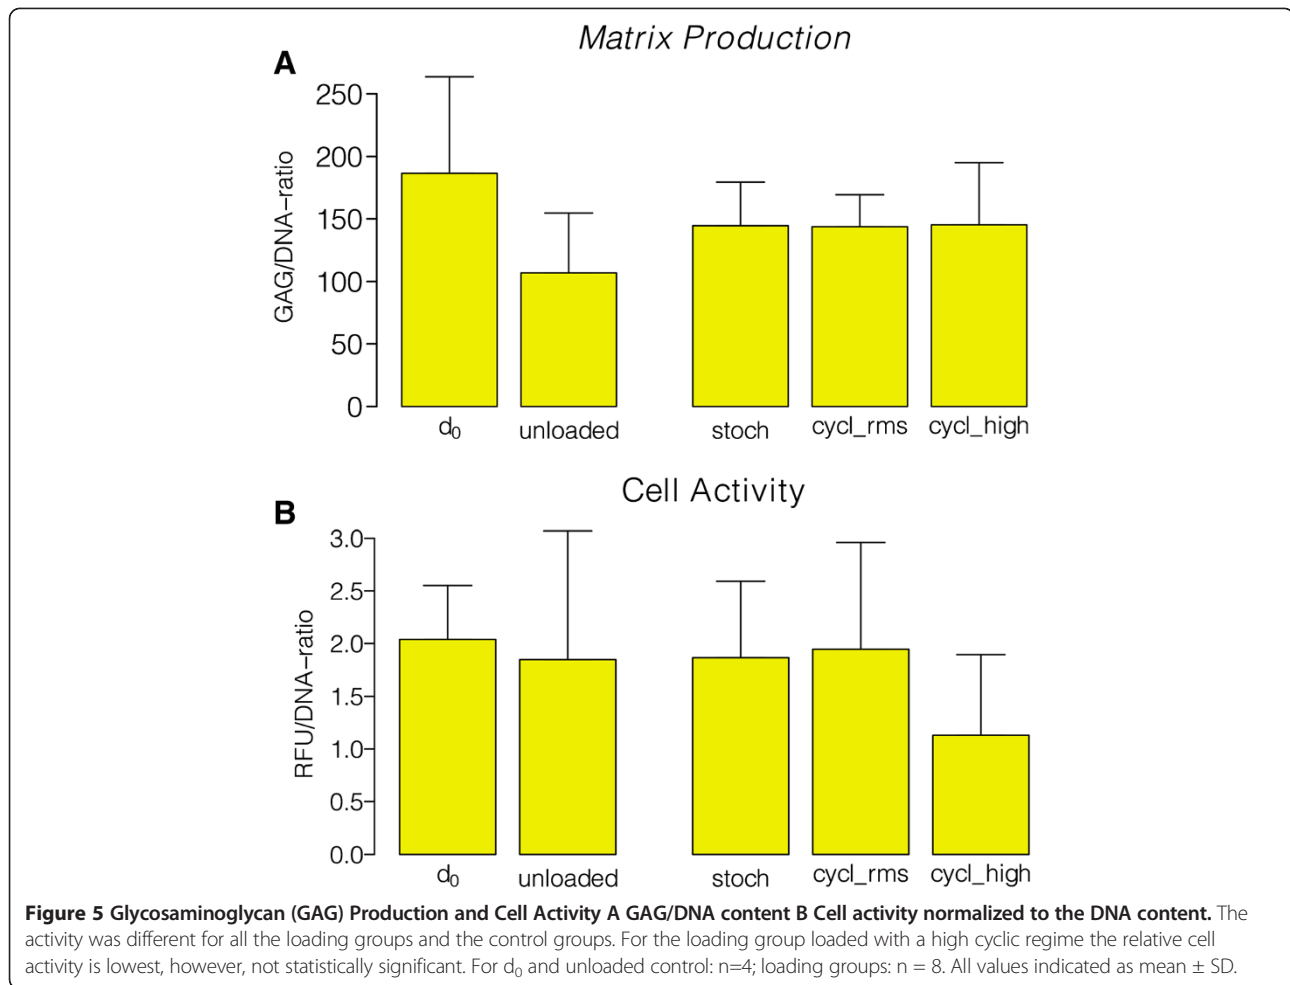 Matrix Production
A
250
200
150
100
50
0
GAG/DNA–ratio
d0 unloaded stoch cycl_rms cycl_high
Cell Activity
B
3.0
2.5
2.0
1.5
1.0
0.5
0.0
RFU/DNA–ratio
d0 unloaded stoch cycl_rms cycl_high
Figure 5 Glycosaminoglycan (GAG) Production and Cell Activity A GAG/DNA content B Cell activity normalized to the DNA content. The
activity was different for all the loading groups and the control groups. For the loading group loaded with a high cyclic regime the relative cell
activity is lowest, however, not statistically significant. For d0 and unloaded control: n=4; loading groups: n = 8. All values indicated as mean ± SD.